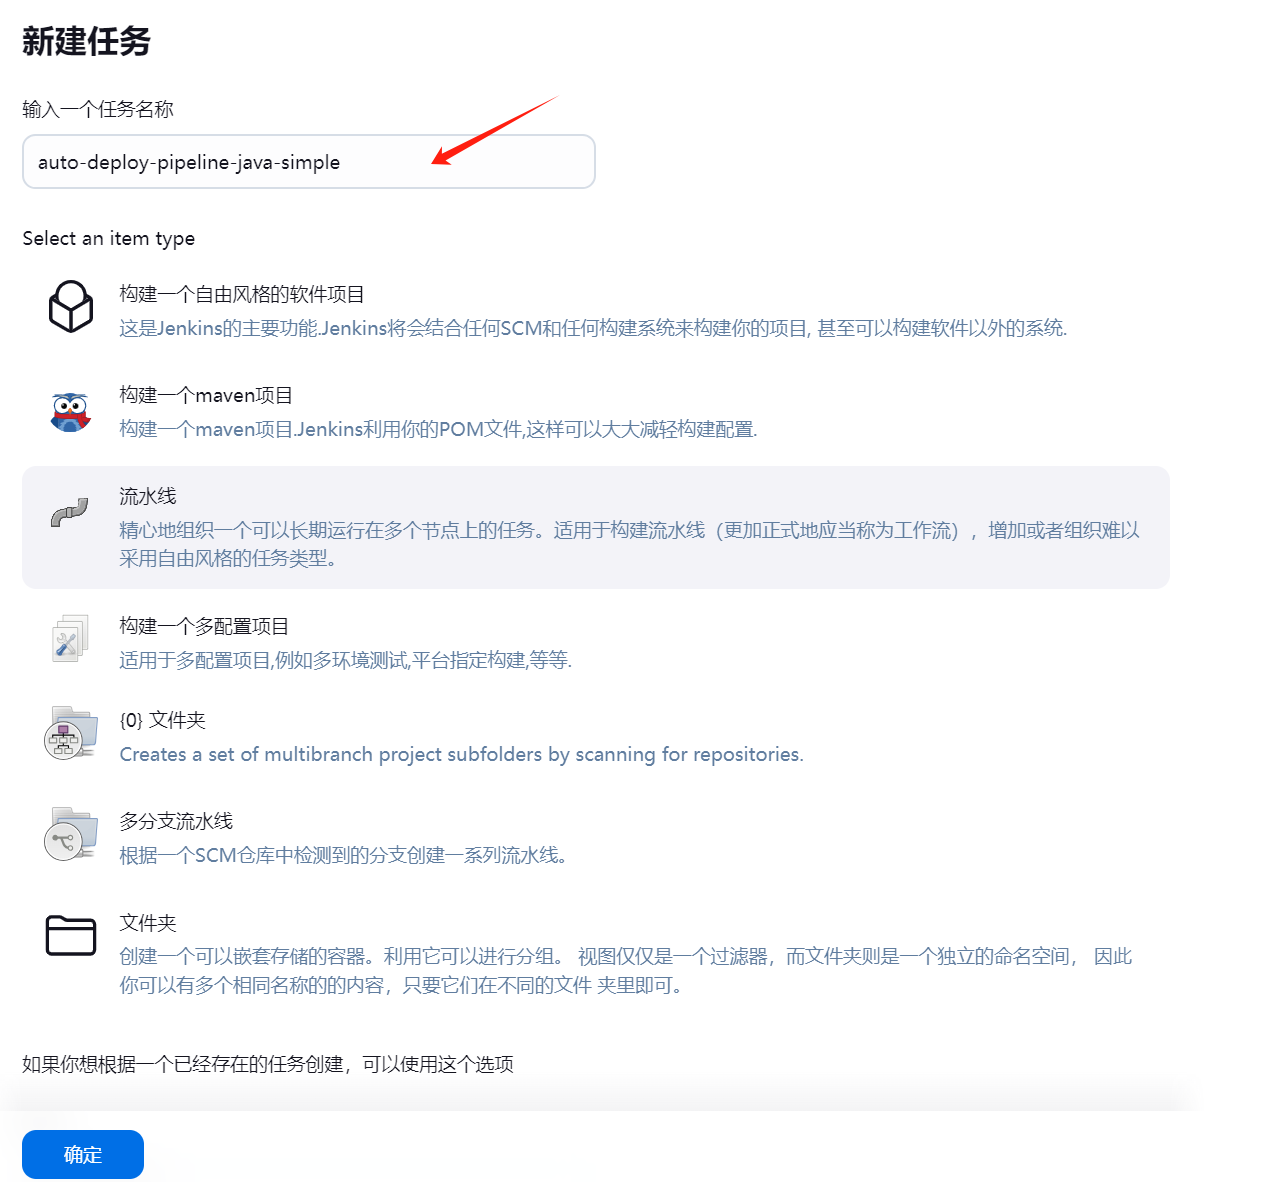 新建任务
输入一个任务名称
auto-deploy-pipeline-java-simple
Select an item type
构建一个自由风格的软件项目
这是Jenkins的主要功能.Jenkins将会结合任何SCM和任何构建系统来构建你的项目, 甚至可以构建软件以外的系统.
构建一个maven项目
构建一个maven项目.Jenkins利用你的POM文件,这样可以大大减轻构建配置.
流水线
精心地组织一个可以长期运行在多个节点上的任务。适用于构建流水线（更加正式地应当称为工作流），增加或者组织难以
采用自由风格的任务类型。
构建一个多配置项目
适用于多配置项目,例如多环境测试,平台指定构建,等等.
{0} 文件夹
Creates a set of multibranch project subfolders by scanning for repositories.
多分支流水线
根据一个SCM仓库中检测到的分支创建一系列流水线。
文件夹
创建一个可以嵌套存储的容器。利用它可以进行分组。 视图仅仅是一个过滤器，而文件夹则是一个独立的命名空间， 因此
你可以有多个相同名称的的内容，只要它们在不同的文件 夹里即可。
如果你想根据一个已经存在的任务创建，可以使用这个选项
确定